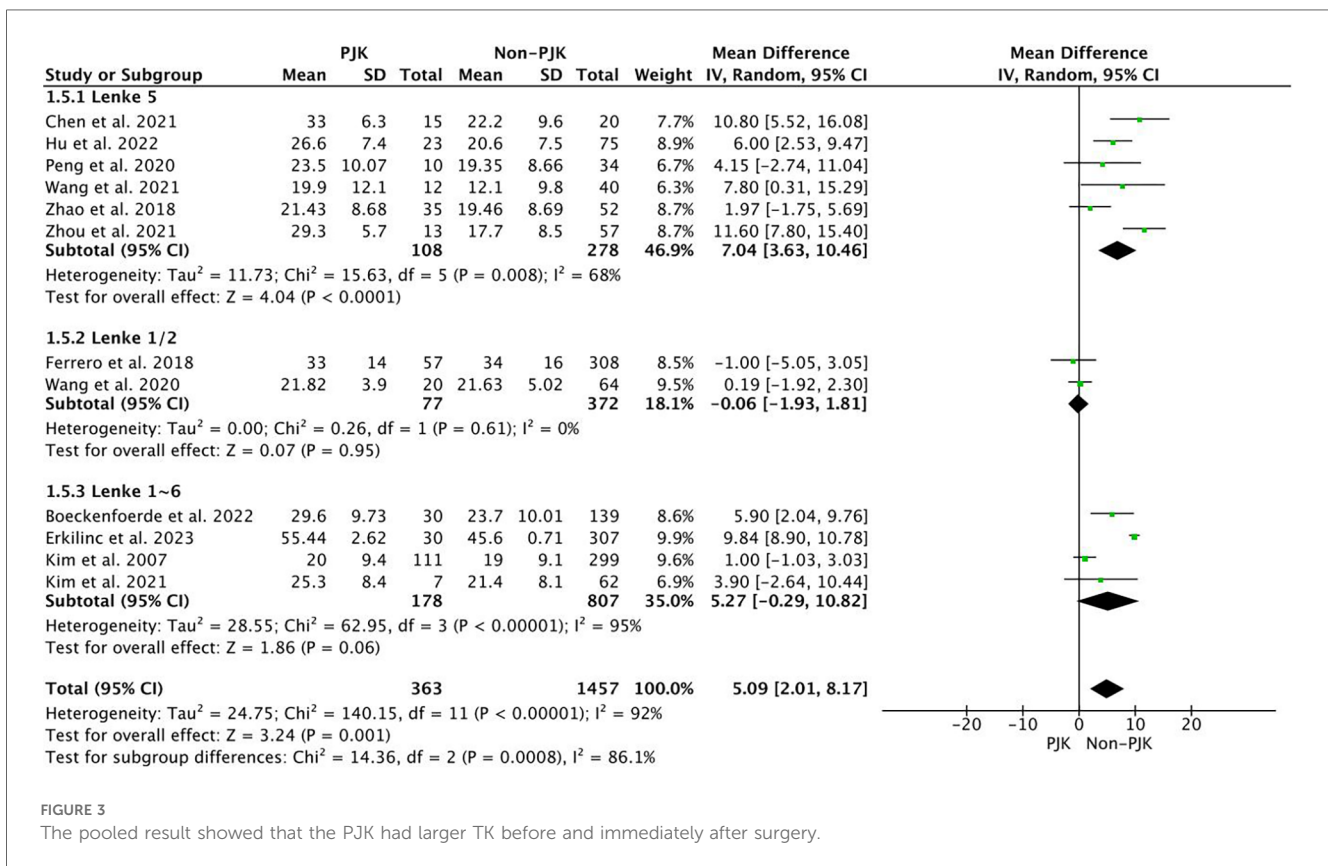 PJK Non-PJK Mean Difference Mean Difference
Study or Subgroup Mean SD Total Mean SD Total Weight IV, Random, 95% CI IV, Random, 95% CI
1.5.1 Lenke 5
Chen et al. 2021 33 6.3 15 22.2 9.6 20 7.7% 10.80 [5.52, 16.08]
Hu et al. 2022 26.6 7.4 23 20.6 7.5 75 8.9% 6.00 [2.53, 9.47]
Peng et al. 2020 23.5 10.07 10 19.35 8.66 34 6.7% 4.15 [−2.74, 11.04]
Wang et al. 2021 19.9 12.1 12 12.1 9.8 40 6.3% 7.80 [0.31, 15.29]
Zhao et al. 2018 21.43 8.68 35 19.46 8.69 52 8.7% 1.97 [−1.75, 5.69]
Zhou et al. 2021 29.3 5.7 13 17.7 8.5 57 8.7% 11.60 [7.80, 15.40]
Subtotal (95% CI) 108 278 46.9% 7.04 [3.63, 10.46]
Heterogeneity: Tau² = 11.73; Chi² = 15.63, df = 5 (P = 0.008); I² = 68%
Test for overall effect: Z = 4.04 (P < 0.0001)
1.5.2 Lenke 1/2
Ferrero et al. 2018 33 14 57 34 16 308 8.5% −1.00 [−5.05, 3.05]
Wang et al. 2020 21.82 3.9 20 21.63 5.02 64 9.5% 0.19 [−1.92, 2.30]
Subtotal (95% CI) 77 372 18.1% −0.06 [−1.93, 1.81]
Heterogeneity: Tau² = 0.00; Chi² = 0.26, df = 1 (P = 0.61); I² = 0%
Test for overall effect: Z = 0.07 (P = 0.95)
1.5.3 Lenke 1~6
Boeckenfoerde et al. 2022 29.6 9.73 30 23.7 10.01 139 8.6% 5.90 [2.04, 9.76]
Erkilinc et al. 2023 55.44 2.62 30 45.6 0.71 307 9.9% 9.84 [8.90, 10.78]
Kim et al. 2007 20 9.4 111 19 9.1 299 9.6% 1.00 [−1.03, 3.03]
Kim et al. 2021 25.3 8.4 7 21.4 8.1 62 6.9% 3.90 [−2.64, 10.44]
Subtotal (95% CI) 178 807 35.0% 5.27 [−0.29, 10.82]
Heterogeneity: Tau² = 28.55; Chi² = 62.95, df = 3 (P < 0.00001); I² = 95%
Test for overall effect: Z = 1.86 (P = 0.06)
Total (95% CI) 363 1457 100.0% 5.09 [2.01, 8.17]
Heterogeneity: Tau² = 24.75; Chi² = 140.15, df = 11 (P < 0.00001); I² = 92%
Test for overall effect: Z = 3.24 (P = 0.001)
Test for subgroup differences: Chi² = 14.36, df = 2 (P = 0.0008), I² = 86.1%
−20 −10 0 10 20
PJK Non-PJK
FIGURE 3
The pooled result showed that the PJK had larger TK before and immediately after surgery.